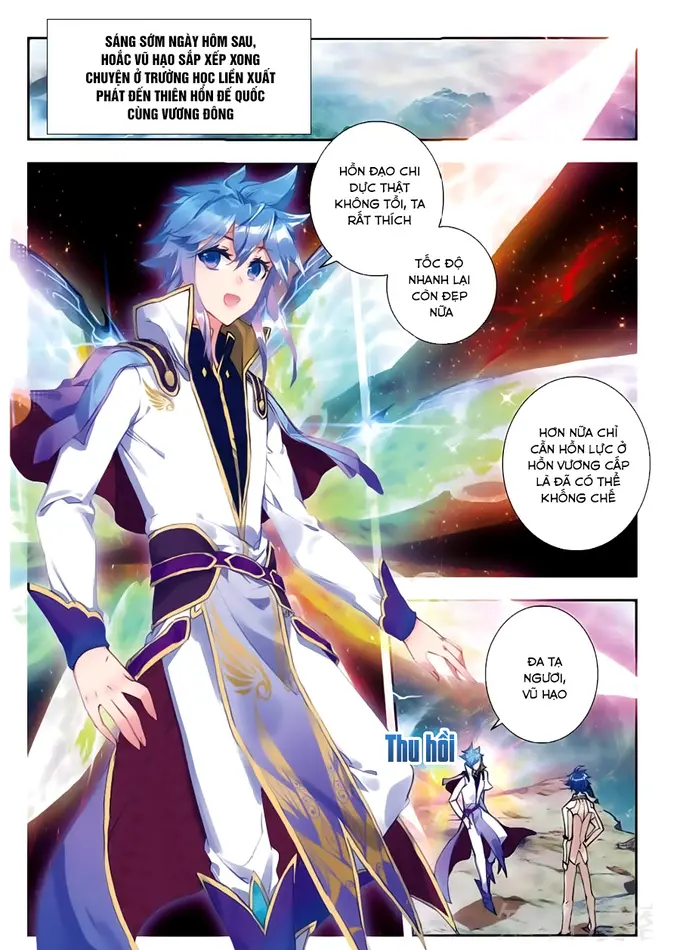 SÁNG SỚM NGÀY HÔM SAU,
HOẮC VŨ HẠO SẮP XẾP XONG
CHUYỆN Ở TRƯỜNG HỌC LIỀN XUẤT
PHÁT ĐẾN THIÊN HỒN ĐẾ QUỐC
CÙNG VƯƠNG ĐÔNG
HỒN ĐẠO CHI
DỰC THẬT
KHÔNG TỒI, TA
RẤT THÍCH
TỐC ĐỘ
NHANH LẠI
CÒN ĐẸP
NỮA
HƠN NỮA CHỈ
CẦN HỒN LỰC Ở
HỒN VƯƠNG CẤP
LÀ ĐÃ CÓ THỂ
KHỐNG CHẾ
ĐA TẠ
NGƯƠI,
VŨ HẠO
Thu hồi